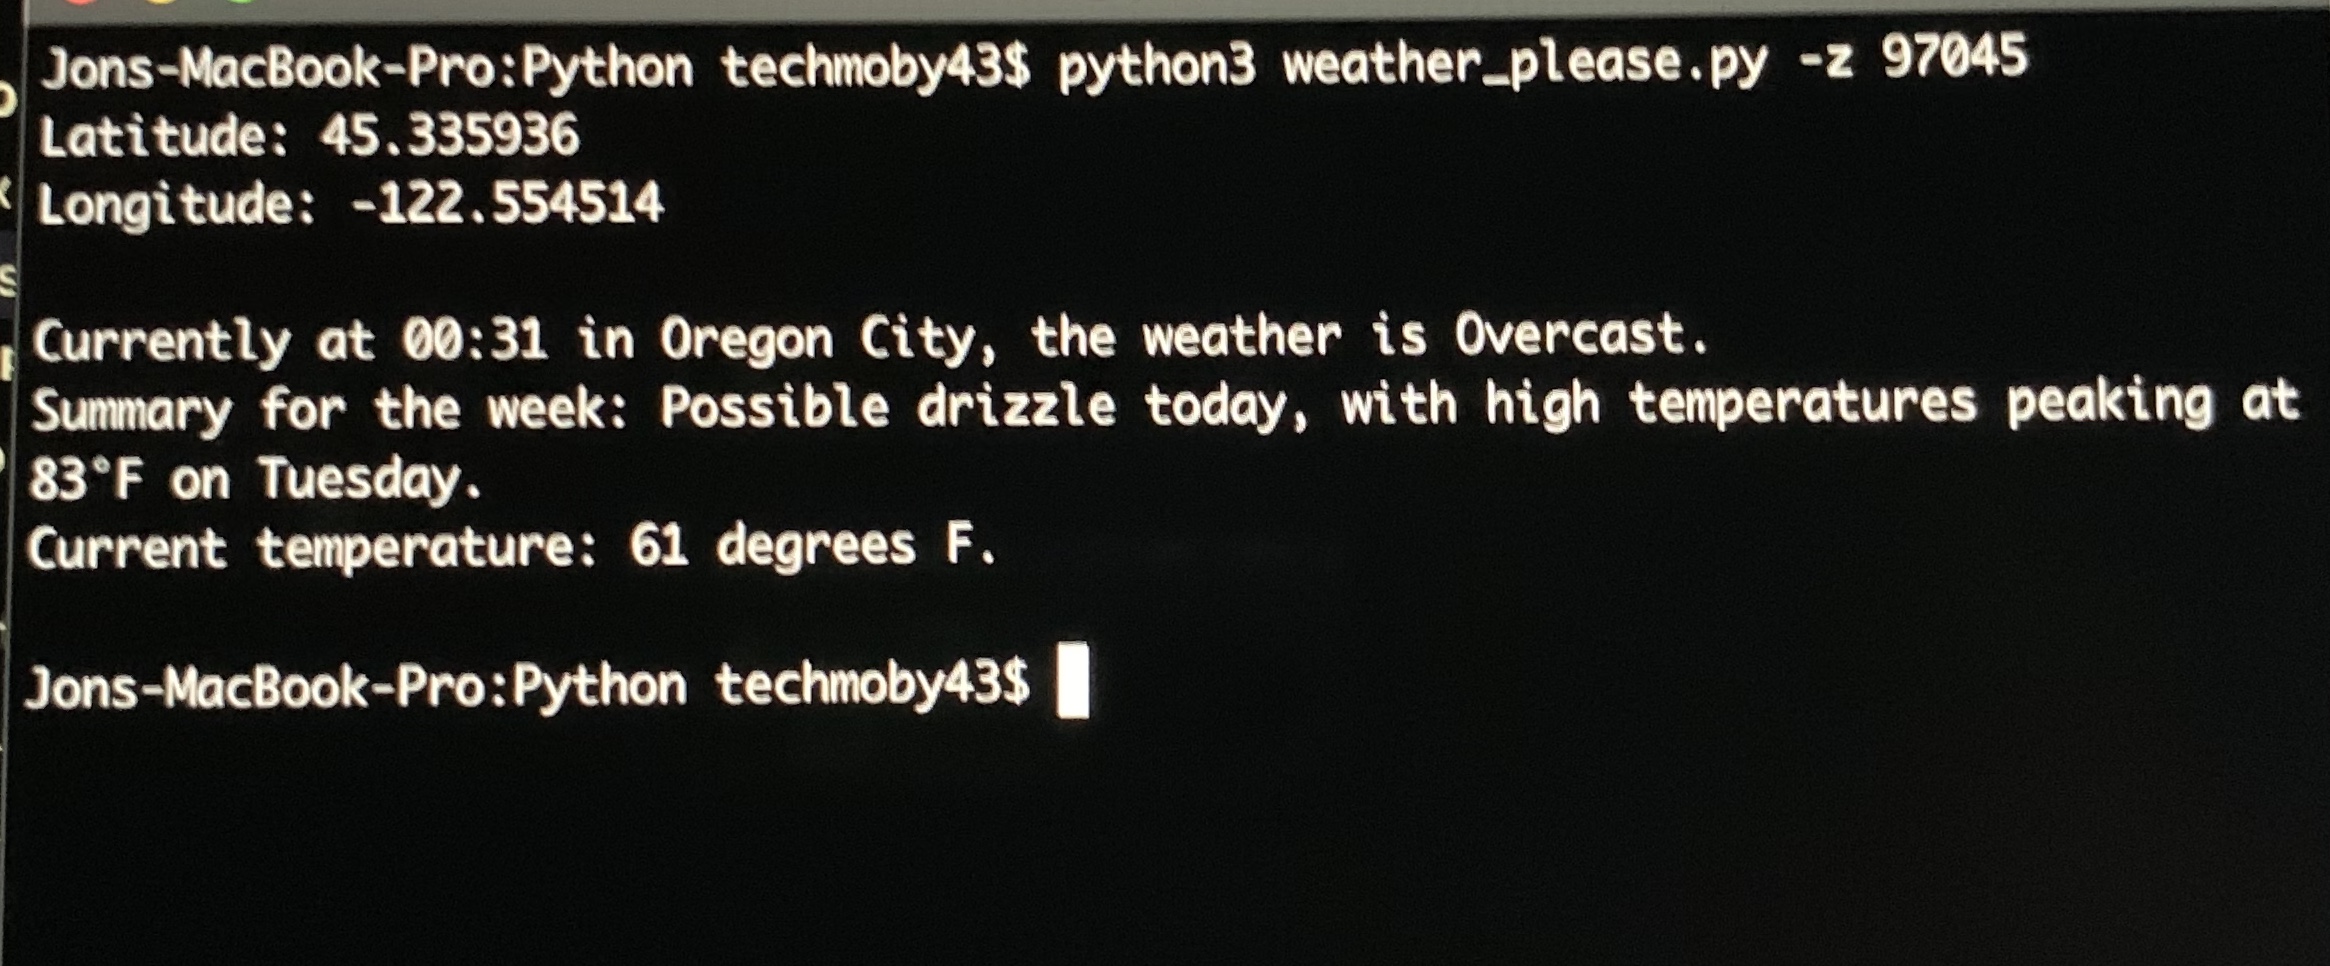 Jons-MacBook-Pro:Python techmoby43$ python3 weather_please.py -z 97045
Latitude: 45.335936
Longitude: -122.554514
Currently at 00:31 in Oregon City, the weather is Overcast.
Summary for the week: Possible drizzle today, with high temperatures peaking at
83°F on Tuesday.
Current temperature: 61 degrees F.
Jons-MacBook-Pro:Python techmoby43$